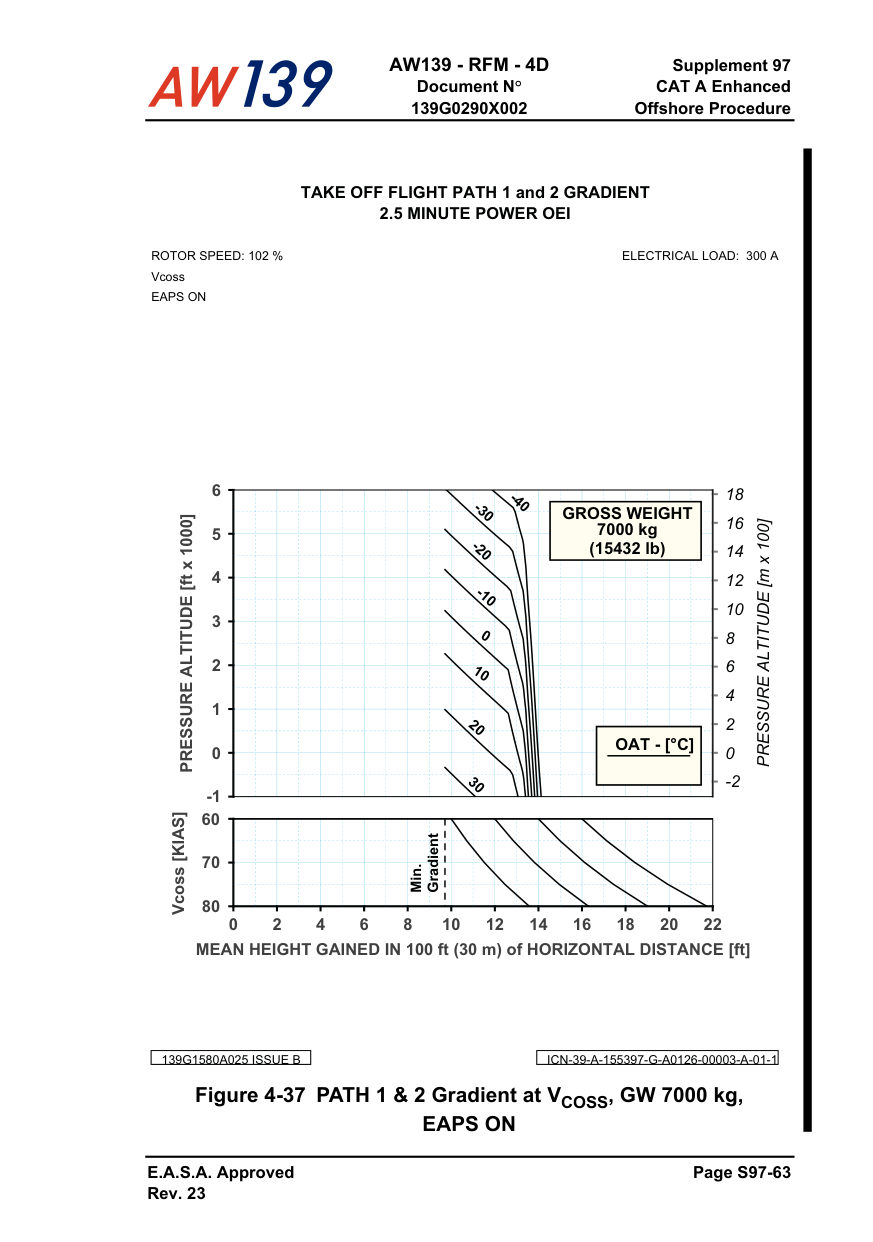 AW139
AW139 - RFM - 4D
Document N°
139G0290X002
Supplement 97
CAT A Enhanced
Offshore Procedure
TAKE OFF FLIGHT PATH 1 and 2 GRADIENT
2.5 MINUTE POWER OEI
ROTOR SPEED: 102 %
ELECTRICAL LOAD: 300 A
Vcoss
EAPS ON
PRESSURE ALTITUDE [ft x 1000]
6
5
4
3
2
1
0
-1
-40
-30
-20
-10
0
10
20
30
GROSS WEIGHT
7000 kg
(15432 lb)
OAT - [°C]
18
16
14
12
10
8
6
4
2
0
-2
PRESSURE ALTITUDE [m x 100]
Vcoss [KIAS]
60
70
80
Min.
Gradient
0 2 4 6 8 10 12 14 16 18 20 22
MEAN HEIGHT GAINED IN 100 ft (30 m) of HORIZONTAL DISTANCE [ft]
139G1580A025 ISSUE B
ICN-39-A-155397-G-A0126-00003-A-01-1
Figure 4-37 PATH 1 & 2 Gradient at VCOSS, GW 7000 kg,
EAPS ON
E.A.S.A. Approved
Rev. 23
Page S97-63